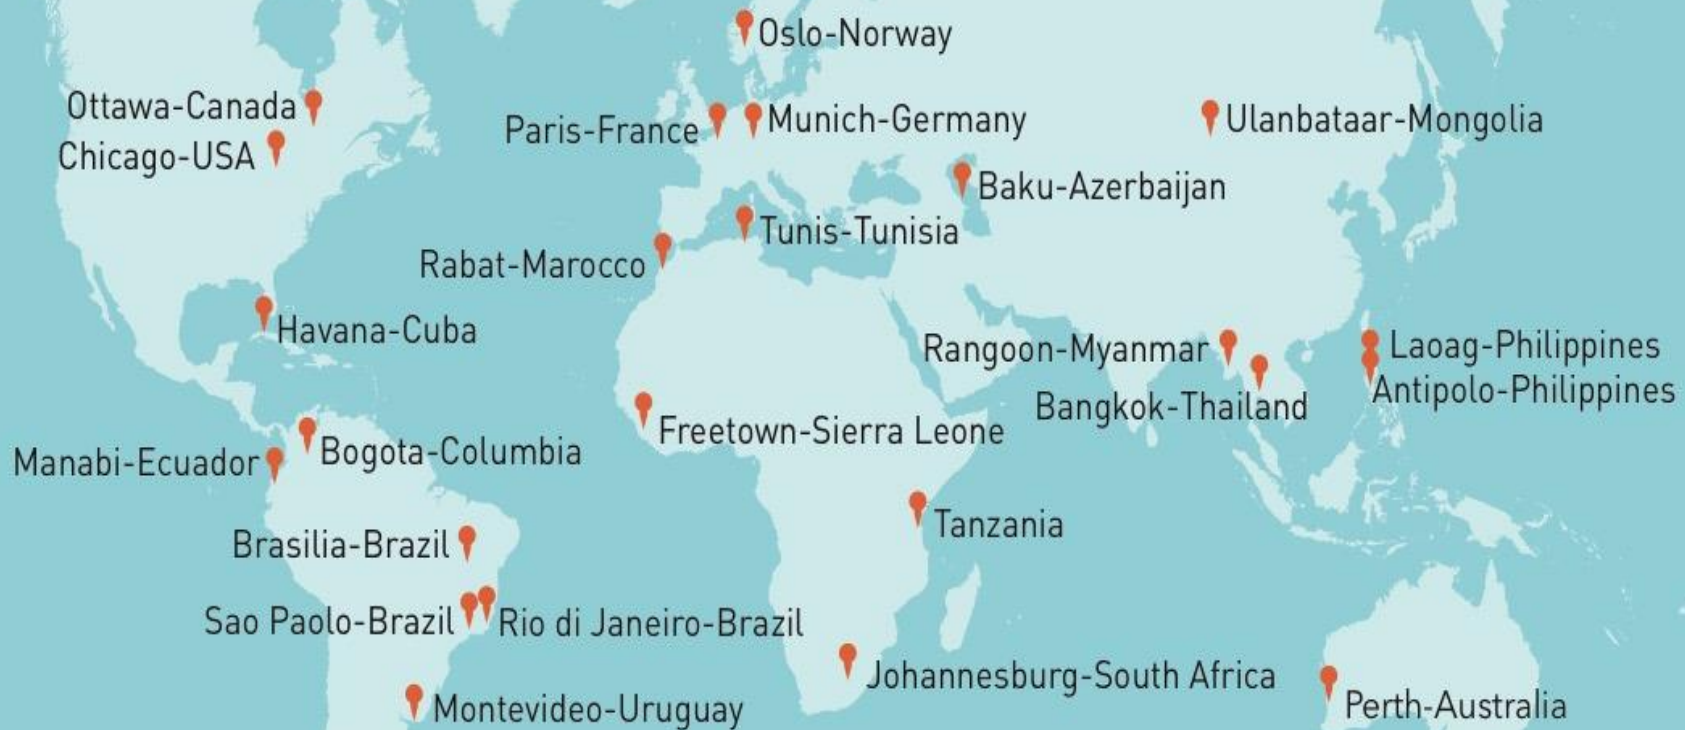 Oslo-Norway
Ottawa-Canada
Chicago-USA
Paris-France
Munich-Germany
Ulanbataar-Mongolia
Baku-Azerbaijan
Tunis-Tunisia
Rabat-Marocco
Havana-Cuba
Rangoon-Myanmar
Laoag-Philippines
Antipolo-Philippines
Bangkok-Thailand
Freetown-Sierra Leone
Bogota-Columbia
Manabi-Ecuador
Tanzania
Brasilia-Brazil
Sao Paolo-Brazil
Rio di Janeiro-Brazil
Johannesburg-South Africa
Perth-Australia
Montevideo-Uruguay